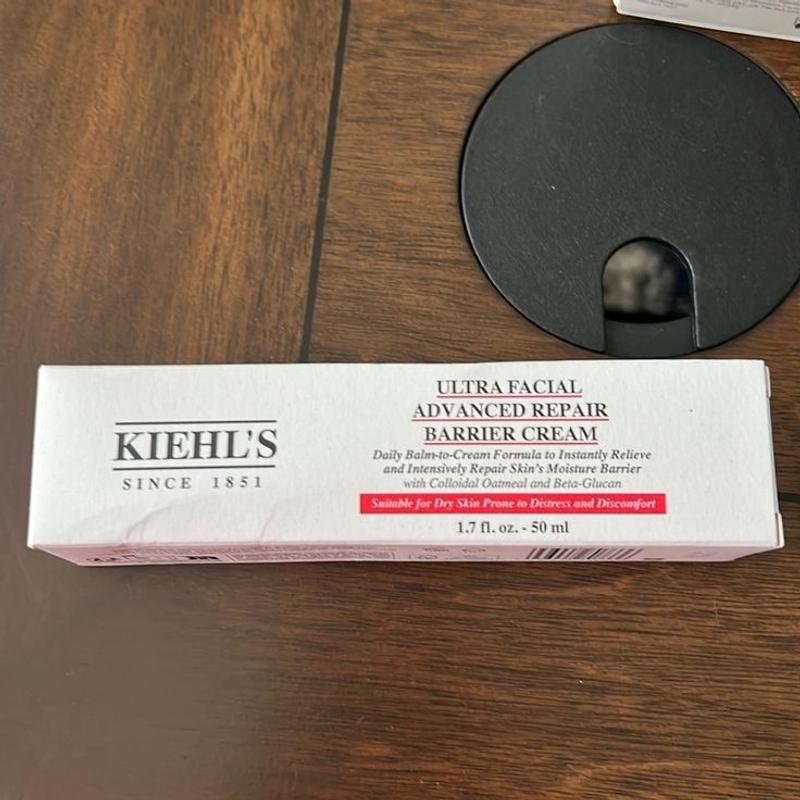 KIEHL'S
SINCE 1851
ULTRA FACIAL
ADVANCED REPAIR
BARRIER CREAM
Daily Balm-to-Cream Formula to Instantly Relieve
and Intensively Repair Skin's Moisture Barrier
with Colloidal Oatmeal and Beta-Glucan
Suitable for Dry Skin Prone to Distress and Discomfort
1.7 fl. oz. - 50 ml